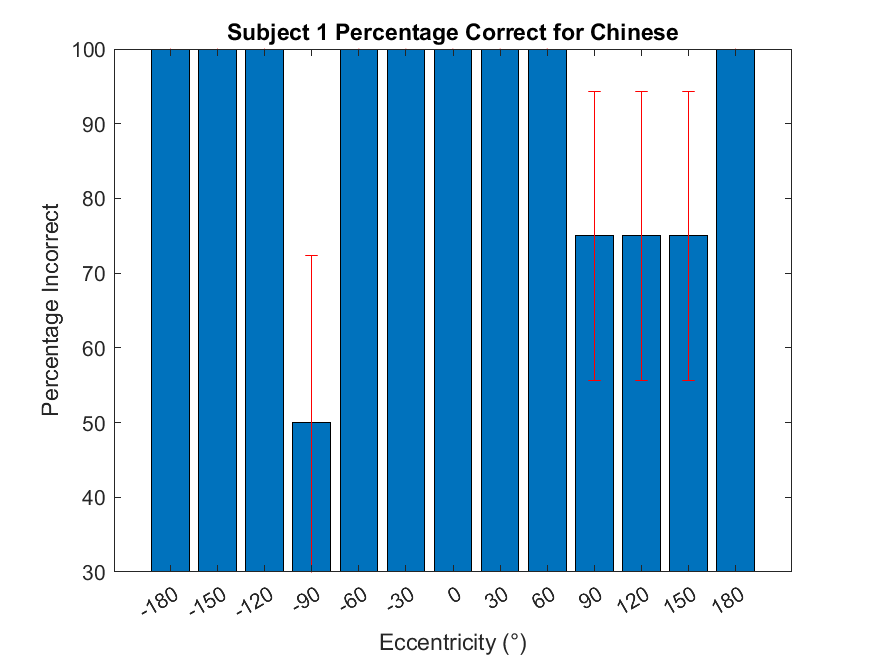 Subject 1 Percentage Correct for Chinese
100
90
80
70
60
50
40
30
Percentage Incorrect
-180 -150 -120 -90 -60 -30 0 30 60 90 120 150 180
Eccentricity (°)